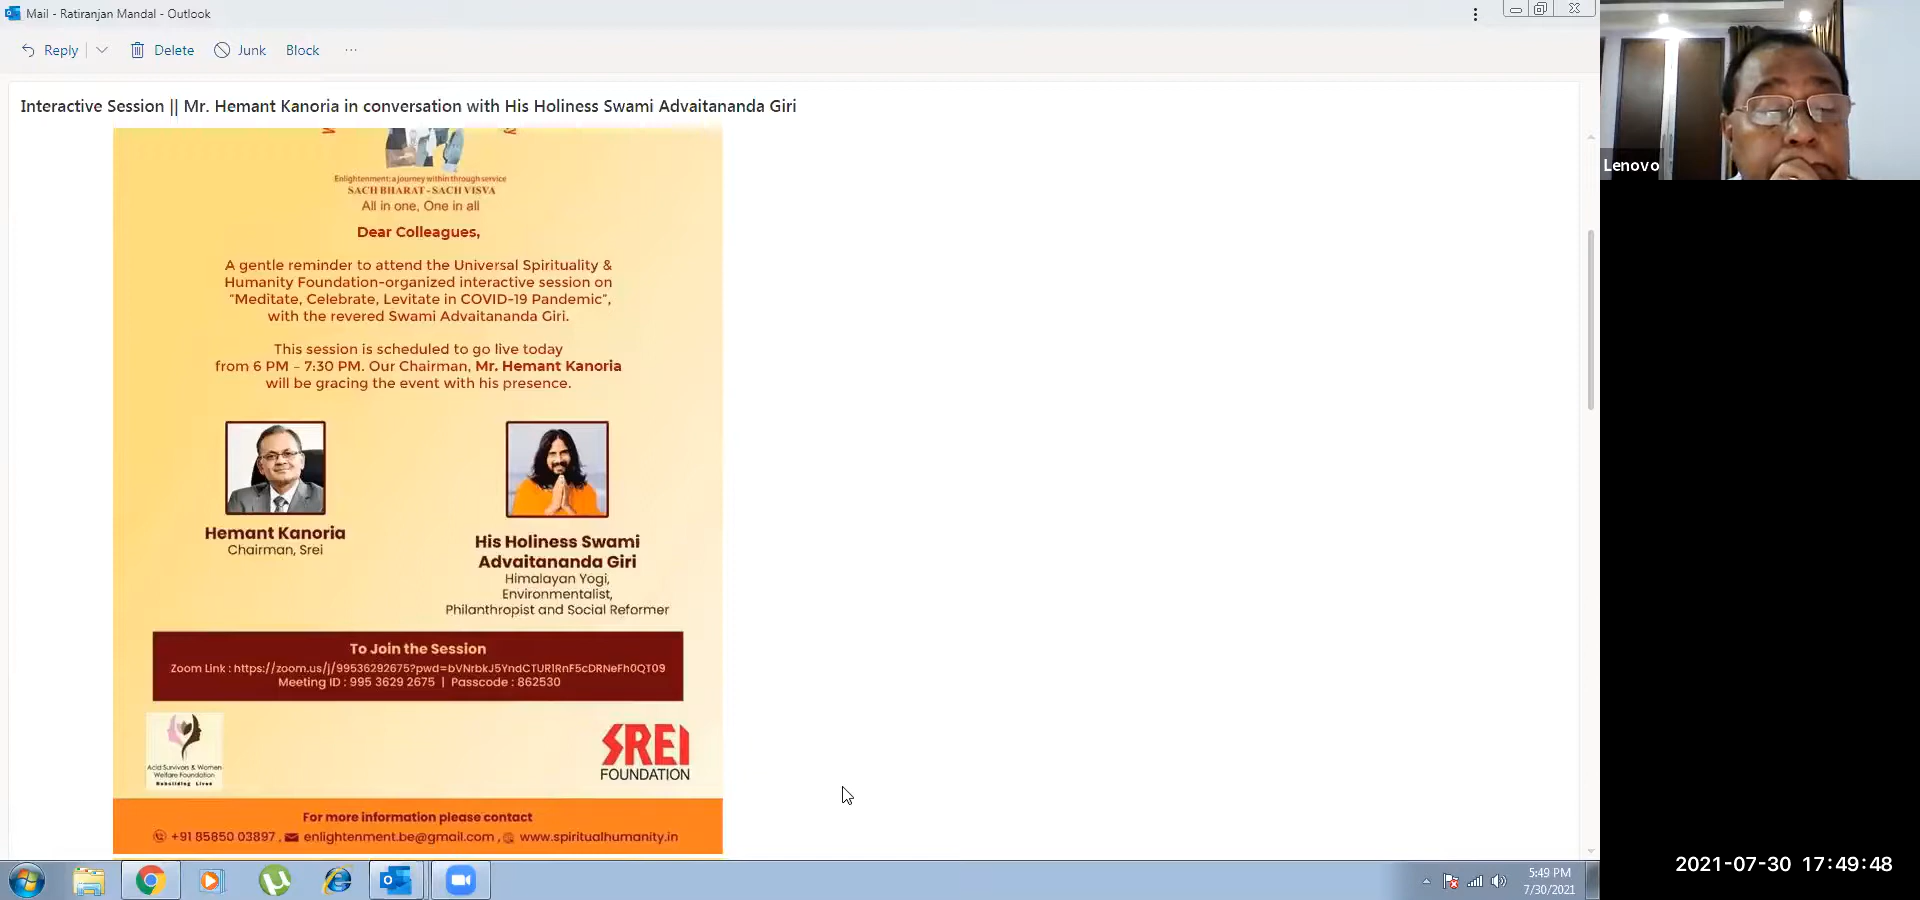 Mail - Ratiranjan Mandal - Outlook
Reply Delete Junk Block ...
Interactive Session || Mr. Hemant Kanoria in conversation with His Holiness Swami Advaitananda Giri
Enlightenment: a journey within through service
SACH BHARAT - SACH VISVA
All in one, One in all
Dear Colleagues,
A gentle reminder to attend the Universal Spirituality &
Humanity Foundation-organized interactive session on
"Meditate, Celebrate, Levitate in COVID-19 Pandemic",
with the revered Swami Advaitananda Giri.
This session is scheduled to go live today
from 6 PM - 7:30 PM. Our Chairman, Mr. Hemant Kanoria
will be gracing the event with his presence.
Hemant Kanoria
Chairman, Srei
His Holiness Swami
Advaitananda Giri
Himalayan Yogi,
Environmentalist,
Philanthropist and Social Reformer
To Join the Session
Zoom Link : https://zoom.us/j/99536292675?pwd=bVNrbkJ5YndCTUR1RnF5cDRNeFh0QT09
Meeting ID : 995 3629 2675 | Passcode : 862530
Acid Survivors & Women
Welfare Foundation
Rebuilding Lives
SREI
FOUNDATION
For more information please contact
+91 85850 03897 , enlightenment.be@gmail.com , www.spiritualhumanity.in
5:49 PM
7/30/2021
Lenovo
2021-07-30 17:49:48